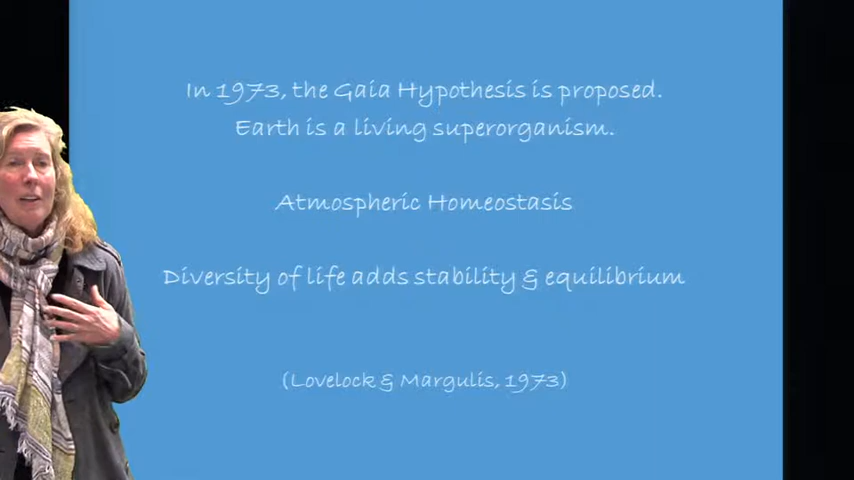 In 1973, the Gaia Hypothesis is proposed.
Earth is a living superorganism.
Atmospheric Homeostasis
Diversity of life adds stability & equilibrium
(Lovelock & Margulis, 1973)